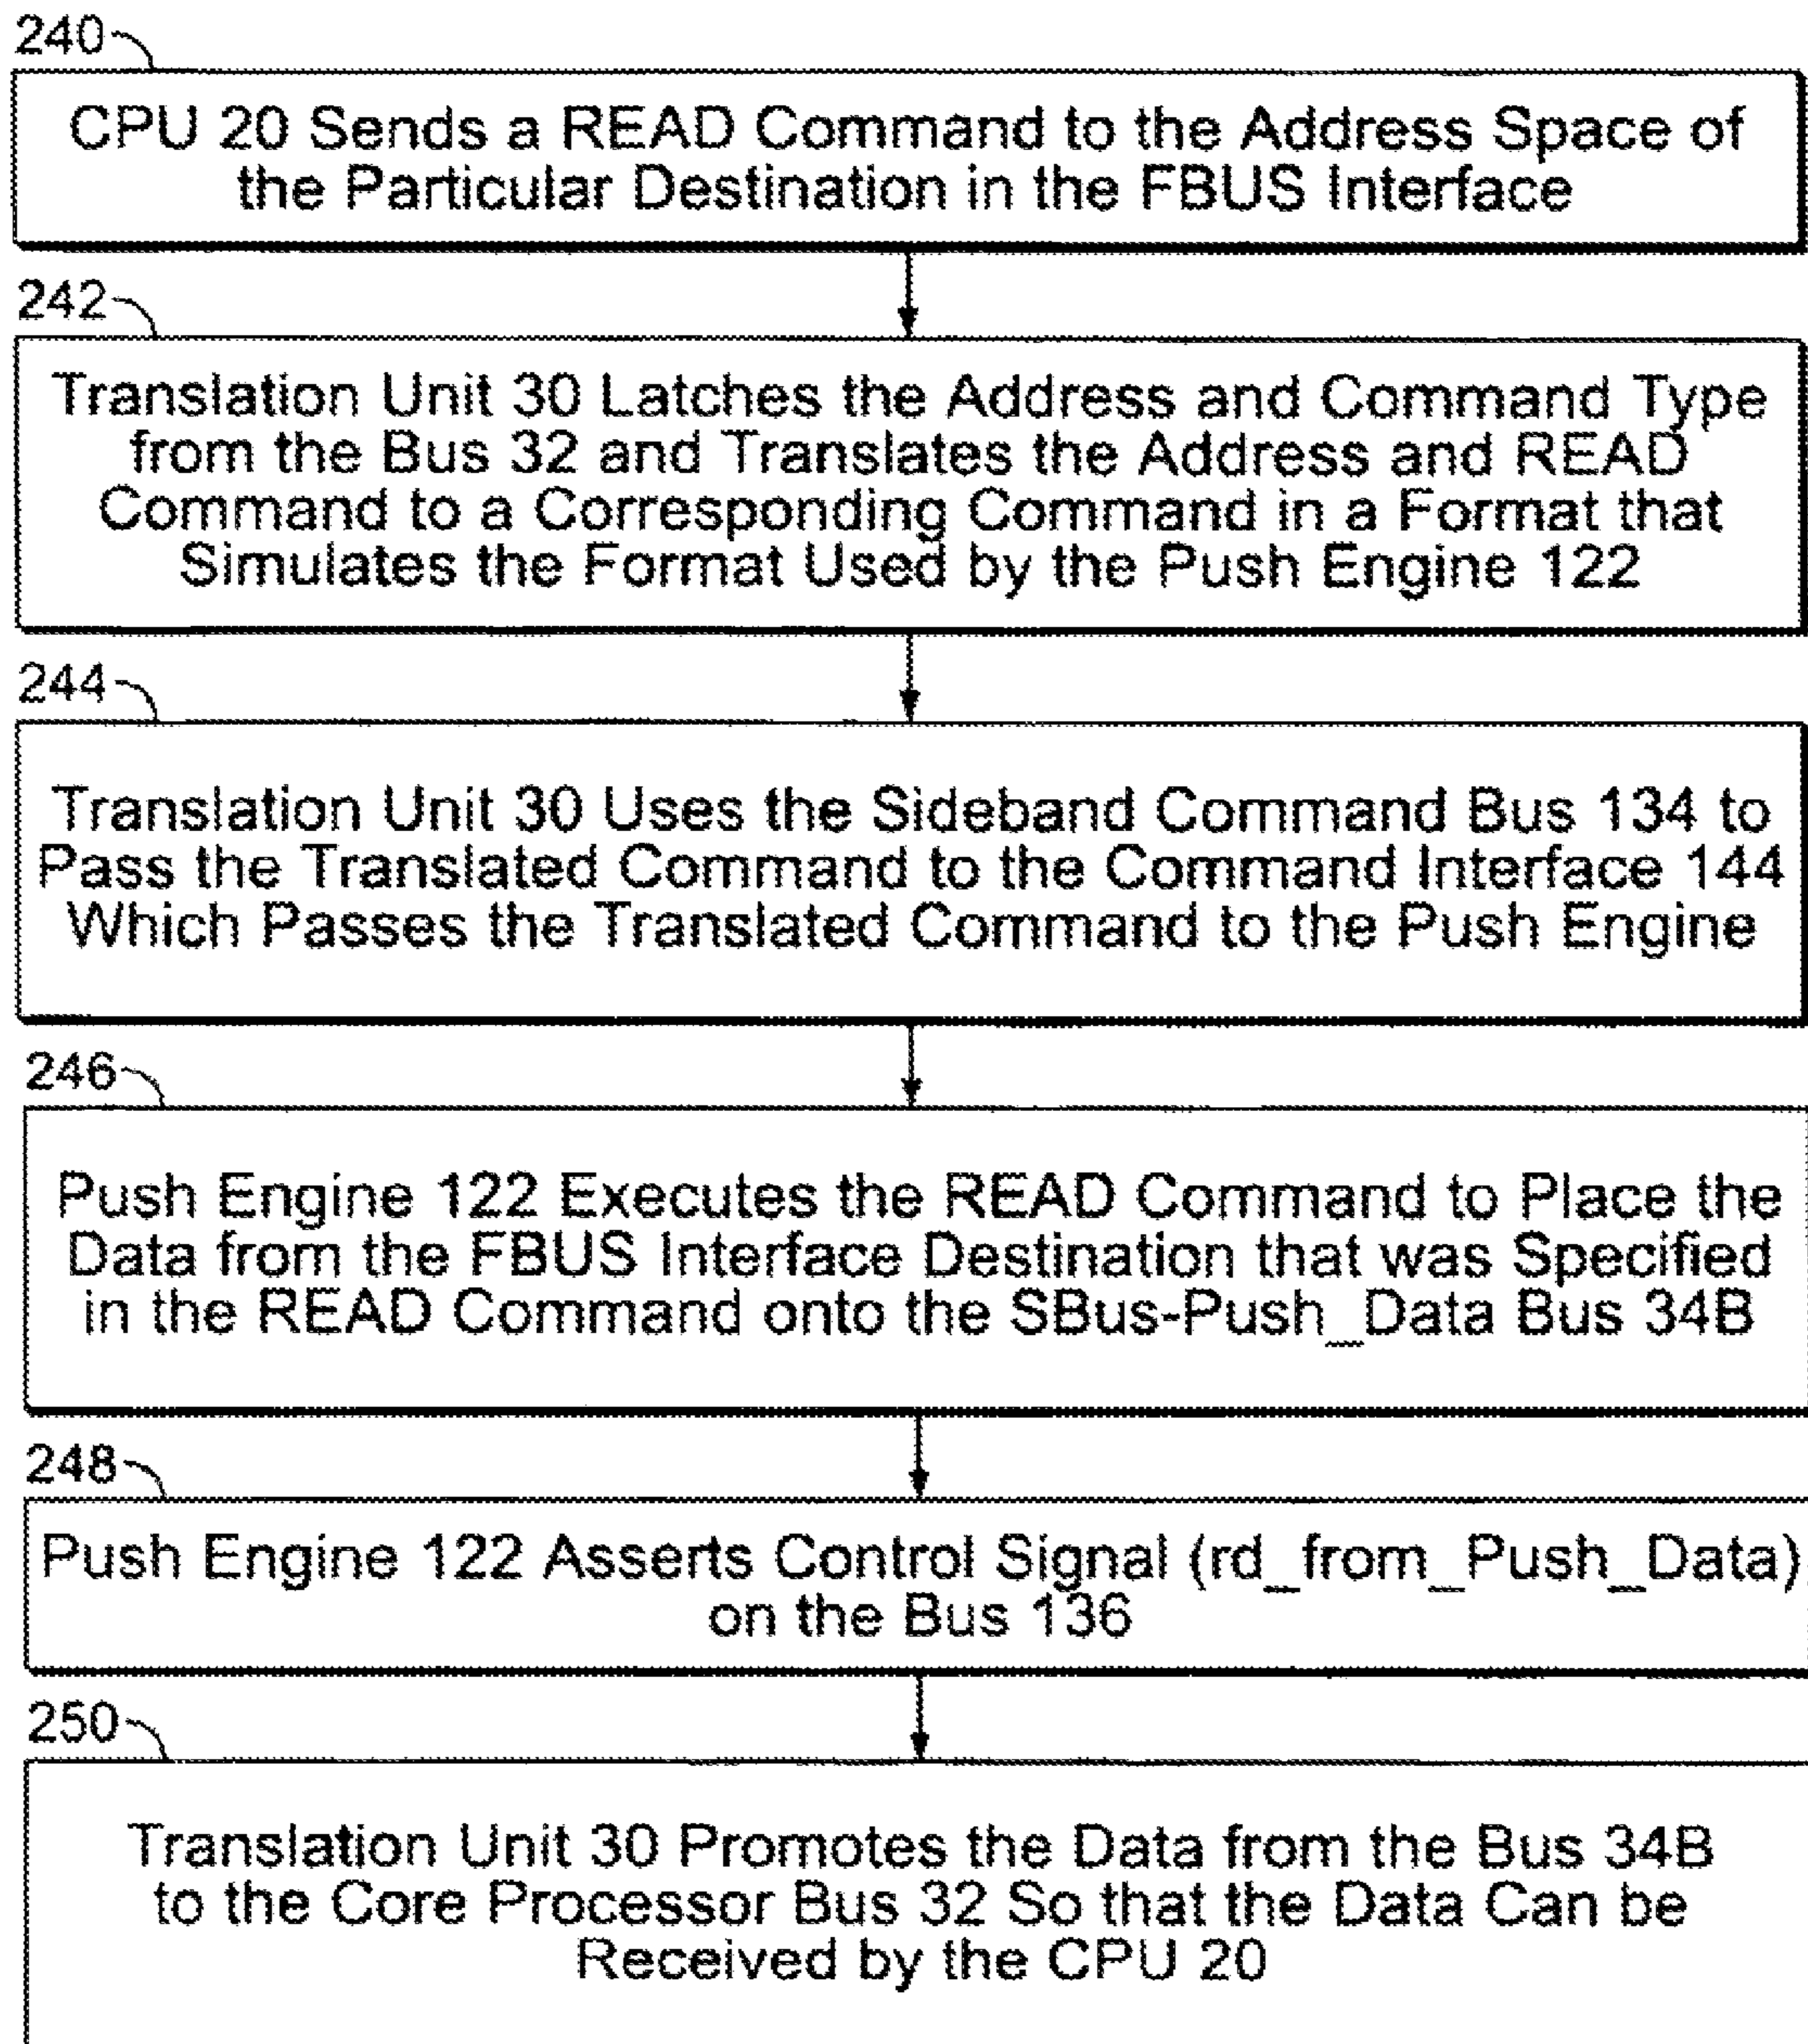 240
CPU 20 Sends a READ Command to the Address Space of
the Particular Destination in the FBUS Interface
242
Translation Unit 30 Latches the Address and Command Type
from the Bus 32 and Translates the Address and READ
Command to a Corresponding Command in a Format that
Simulates the Format Used by the Push Engine 122
244
Translation Unit 30 Uses the Sideband Command Bus 134 to
Pass the Translated Command to the Command Interface 144
Which Passes the Translated Command to the Push Engine
246
Push Engine 122 Executes the READ Command to Place the
Data from the FBUS Interface Destination that was Specified
in the READ Command onto the SBus-Push_Data Bus 34B
248
Push Engine 122 Asserts Control Signal (rd_from_Push_Data)
on the Bus 136
250
Translation Unit 30 Promotes the Data from the Bus 34B
to the Core Processor Bus 32 So that the Data Can be
Received by the CPU 20